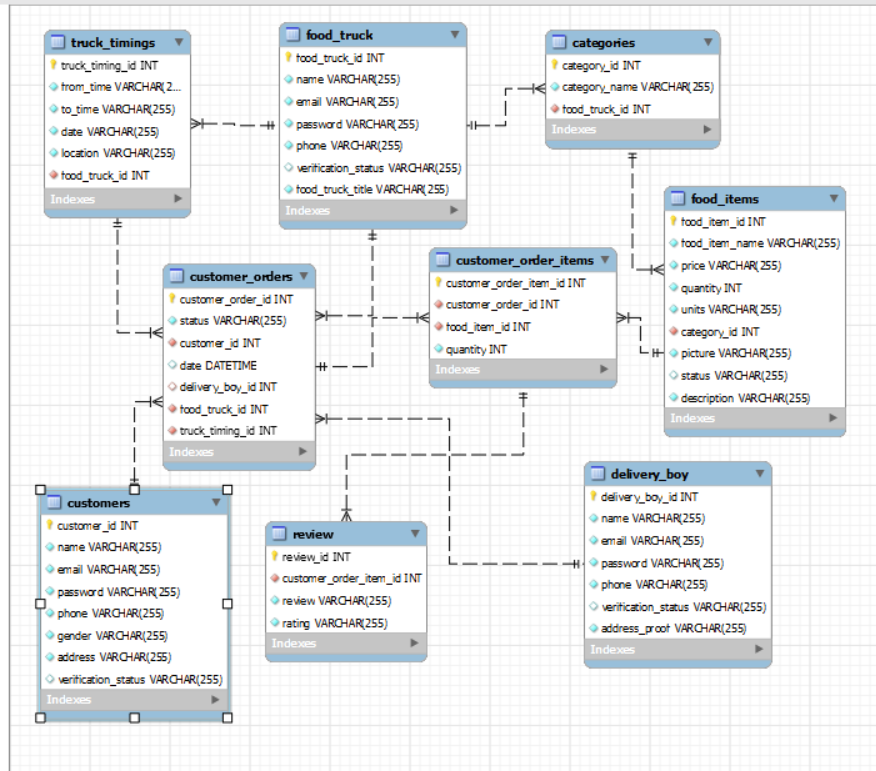 truck_timings
truck_timing_id INT
from_time VARCHAR(2...
to_time VARCHAR(255)
date VARCHAR(255)
location VARCHAR(255)
food_truck_id INT
Indexes
food_truck
food_truck_id INT
name VARCHAR(255)
email VARCHAR(255)
password VARCHAR(255)
phone VARCHAR(255)
verification_status VARCHAR(255)
food_truck_title VARCHAR(255)
Indexes
categories
category_id INT
category_name VARCHAR(255)
food_truck_id INT
Indexes
food_items
food_item_id INT
food_item_name VARCHAR(255)
price VARCHAR(255)
quantity INT
units VARCHAR(255)
category_id INT
picture VARCHAR(255)
status VARCHAR(255)
description VARCHAR(255)
Indexes
customer_orders
customer_order_id INT
status VARCHAR(255)
customer_id INT
date DATETIME
delivery_boy_id INT
food_truck_id INT
truck_timing_id INT
Indexes
customer_order_items
customer_order_item_id INT
customer_order_id INT
food_item_id INT
quantity INT
Indexes
customers
customer_id INT
name VARCHAR(255)
email VARCHAR(255)
password VARCHAR(255)
phone VARCHAR(255)
gender VARCHAR(255)
address VARCHAR(255)
verification_status VARCHAR(255)
Indexes
review
review_id INT
customer_order_item_id INT
review VARCHAR(255)
rating VARCHAR(255)
Indexes
delivery_boy
delivery_boy_id INT
name VARCHAR(255)
email VARCHAR(255)
password VARCHAR(255)
phone VARCHAR(255)
verification_status VARCHAR(255)
address_proof VARCHAR(255)
Indexes